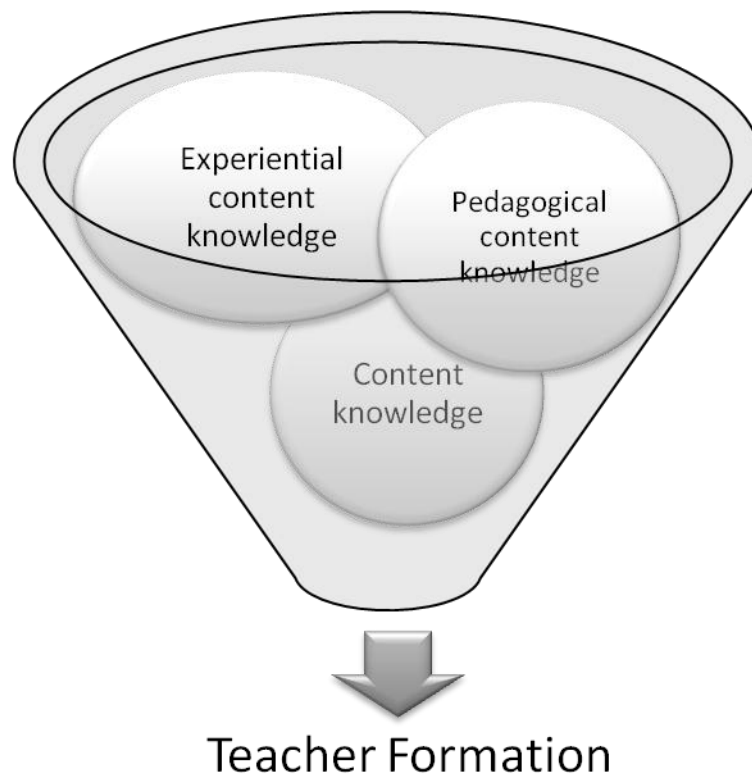 Experiential
content
knowledge
Pedagogical
content
knowledge
Content
knowledge
Teacher Formation